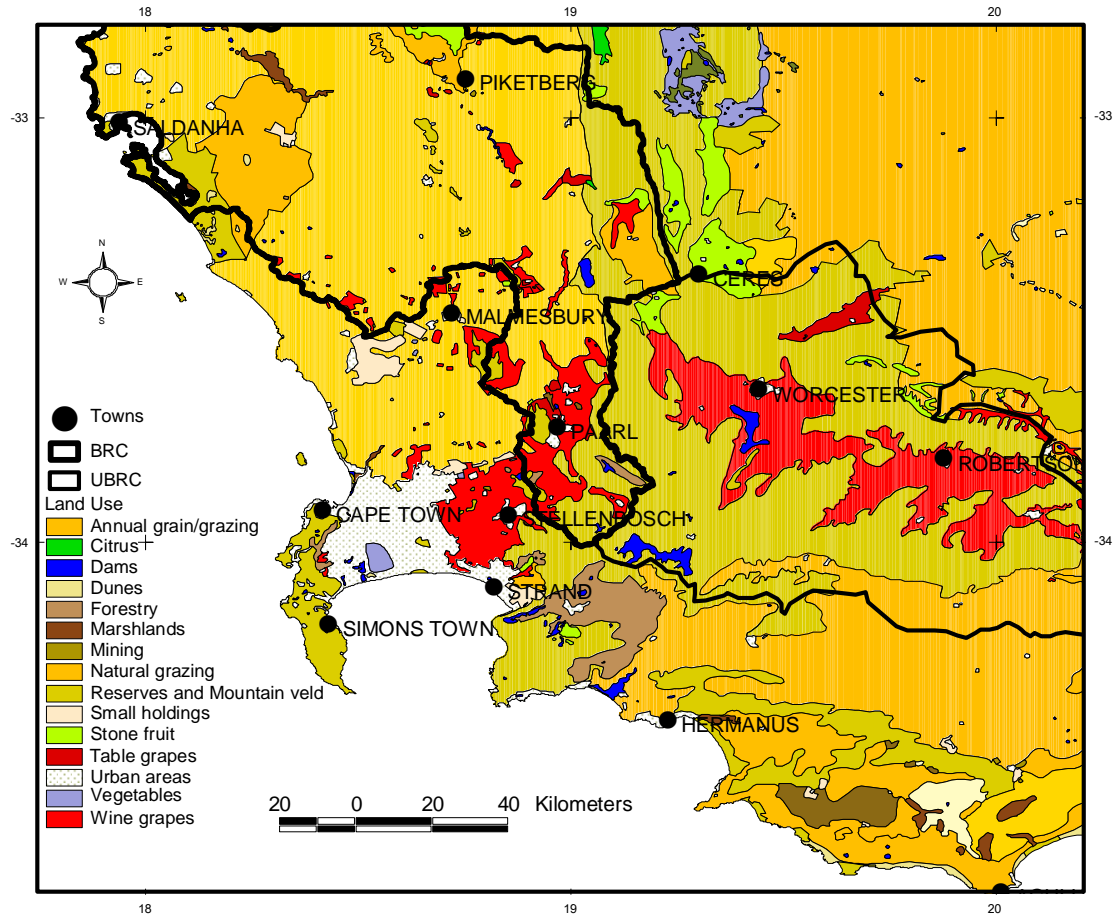 18 19 20
PIKETBERG
-33 -33
SALDANHA
N
W E
S
CERES
MALMESBURY
WORCESTER
PAARL
ROBERTSO
CAPE TOWN
STELLENBOSCH
-34 -34
STRAND
SIMONS TOWN
HERMANUS
Towns
BRC
UBRC
Land Use
Annual grain/grazing
Citrus
Dams
Dunes
Forestry
Marshlands
Mining
Natural grazing
Reserves and Mountain veld
Small holdings
Stone fruit
Table grapes
Urban areas
Vegetables
Wine grapes
20 0 20 40 Kilometers
18 19 20